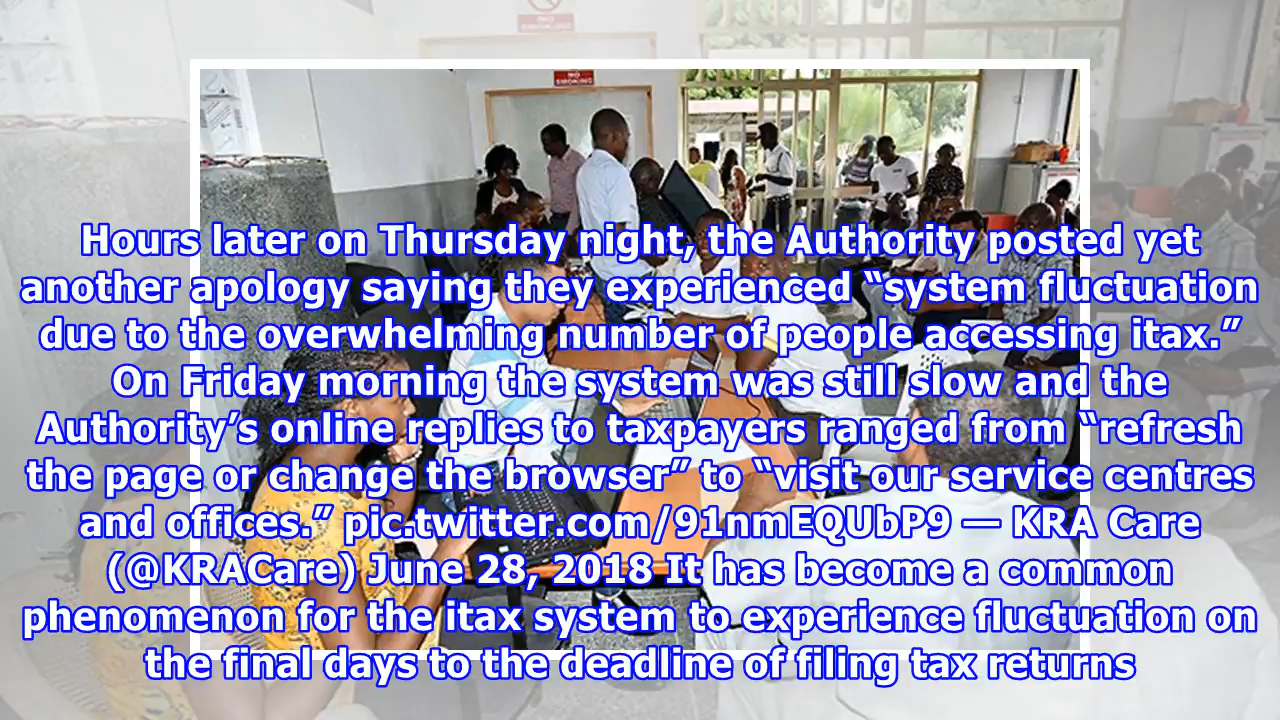 NO
SMOKING
Hours later on Thursday night, the Authority posted yet
another apology saying they experienced “system fluctuation
due to the overwhelming number of people accessing itax.”
On Friday morning the system was still slow and the
Authority’s online replies to taxpayers ranged from “refresh
the page or change the browser” to “visit our service centres
and offices.” pic.twitter.com/91nmEQUbP9 — KRA Care
(@KRACare) June 28, 2018 It has become a common
phenomenon for the itax system to experience fluctuation on
the final days to the deadline of filing tax returns